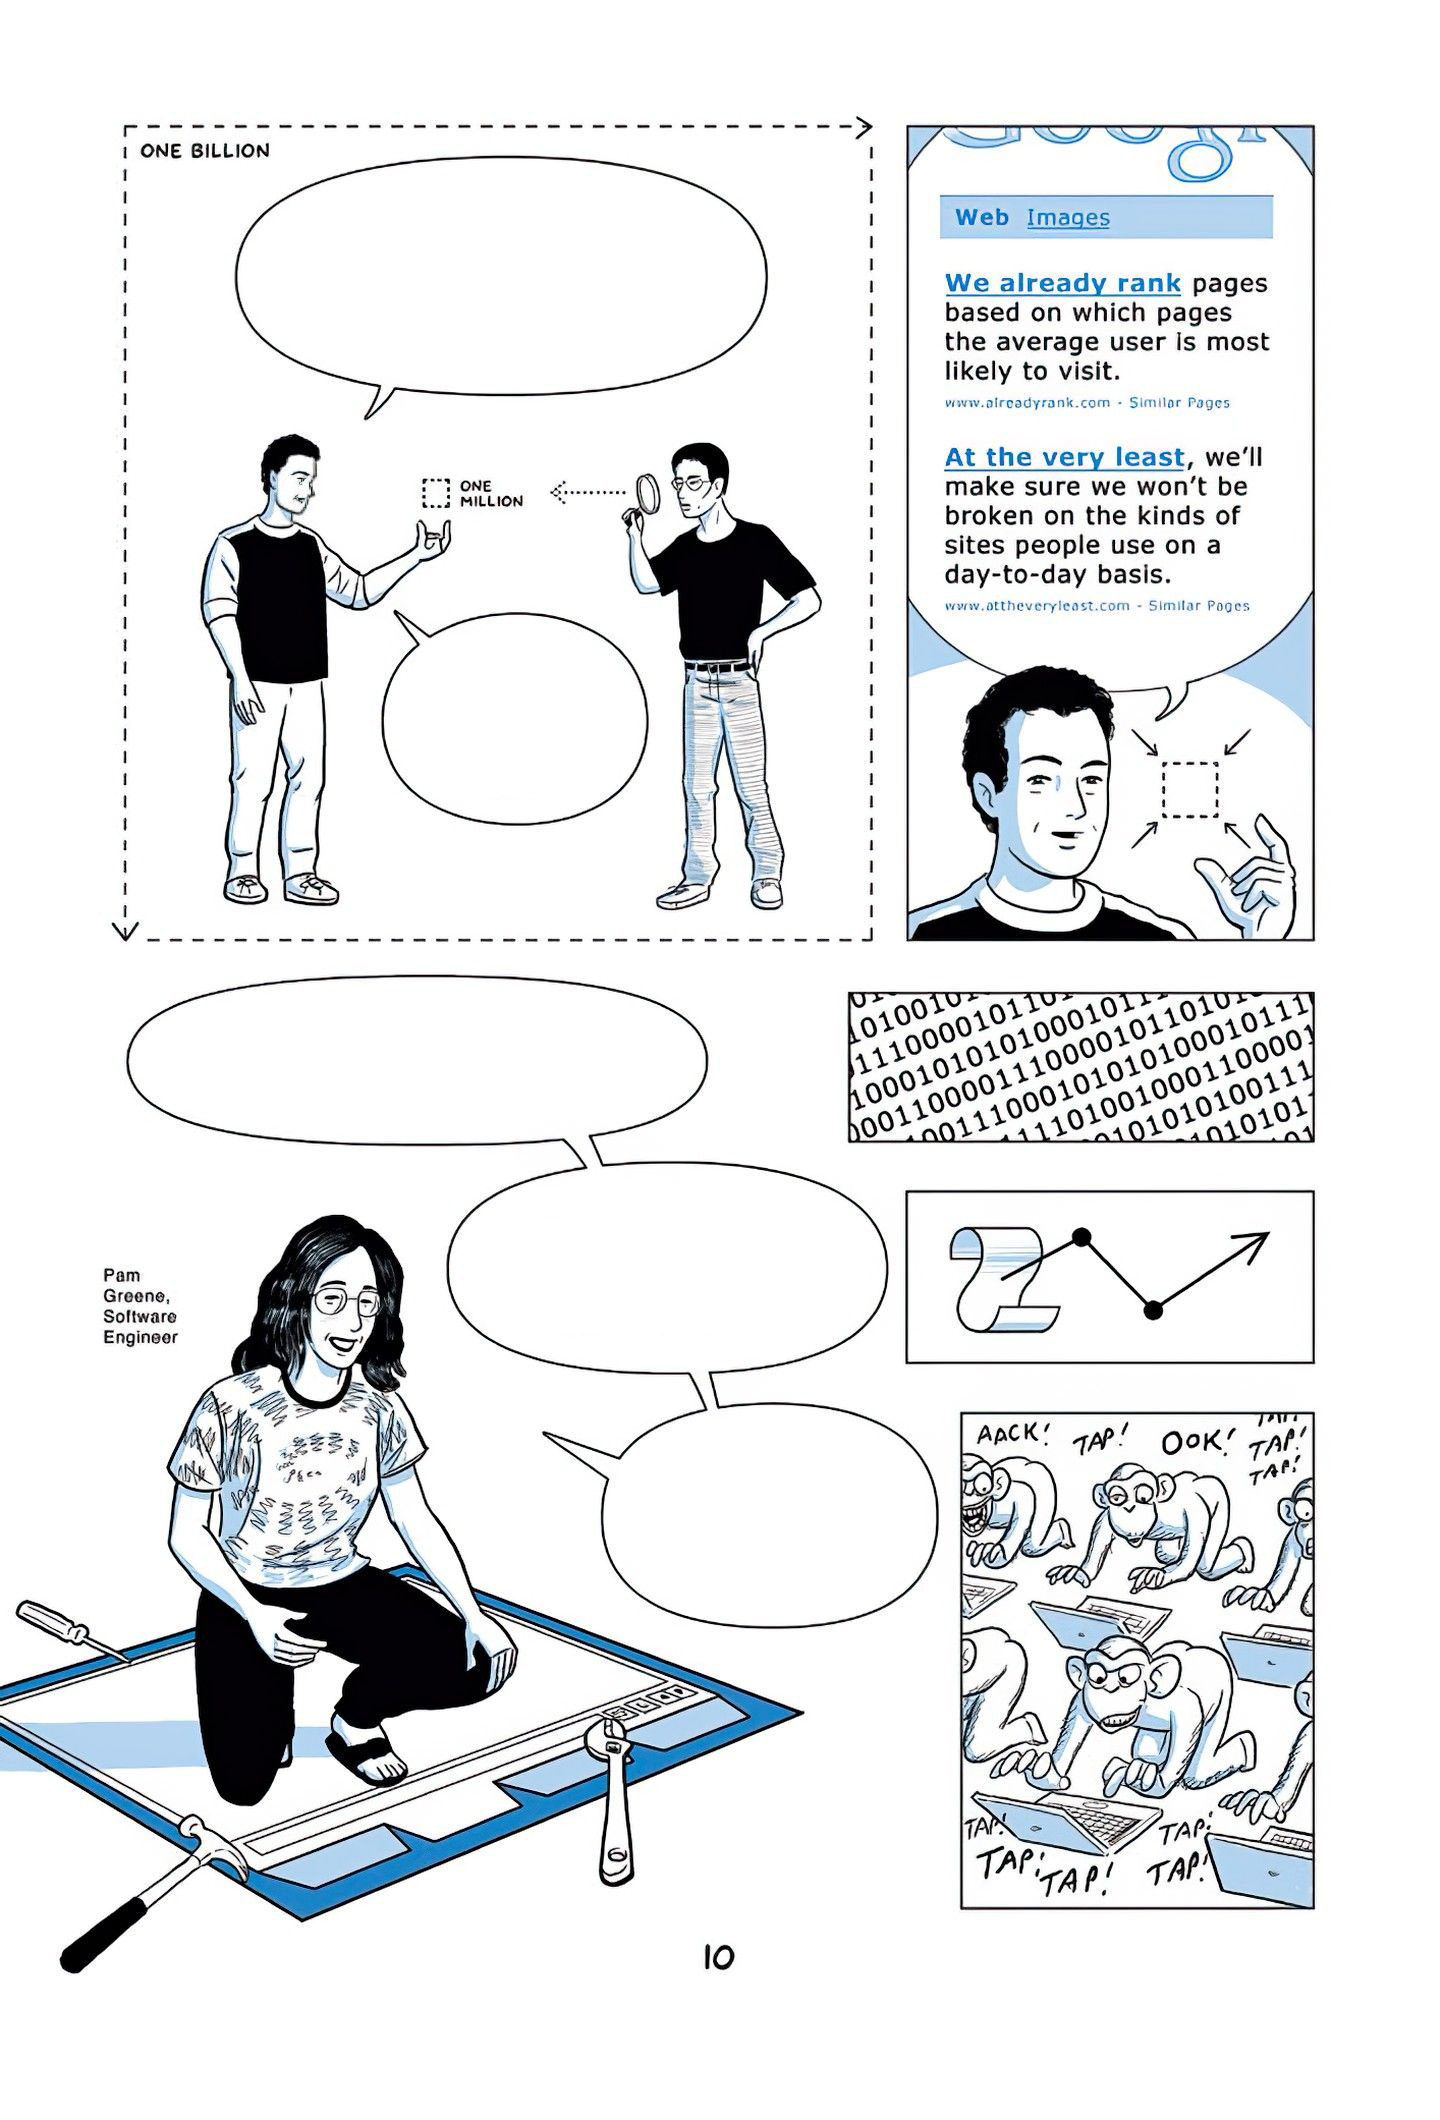 ONE BILLION
ONE
MILLION
Googl
Web Images
We already rank pages
based on which pages
the average user is most
likely to visit.
www.alreadyrank.com - Similar Pages
At the very least, we'll
make sure we won't be
broken on the kinds of
sites people use on a
day-to-day basis.
www.attheveryleast.com - Similar Pages
Pam
Greene,
Software
Engineer
AACK!
TAP!
OOK!
TAP!
TAP!
TAP!
TAP!
TAP!
TAP!
TAP!
TAP!
10